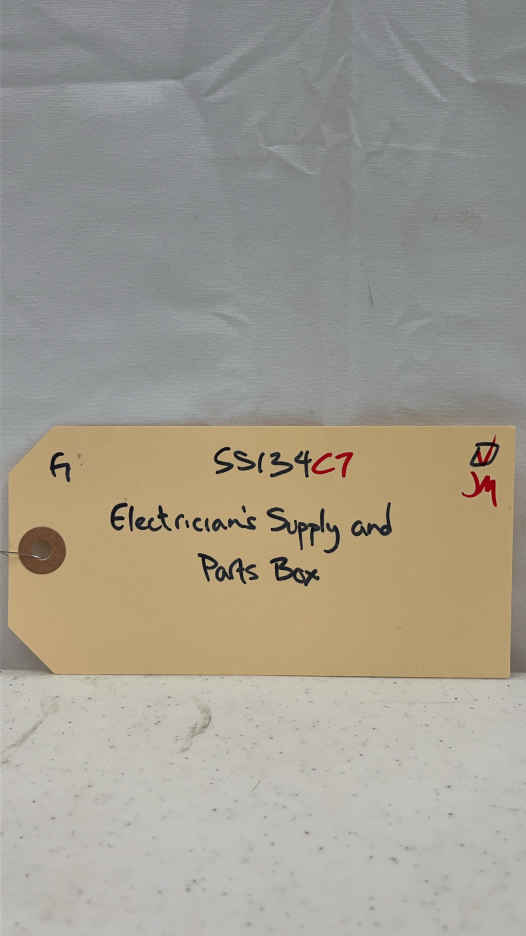 G SS134C7
Electrician's Supply and
Parts Box
JM